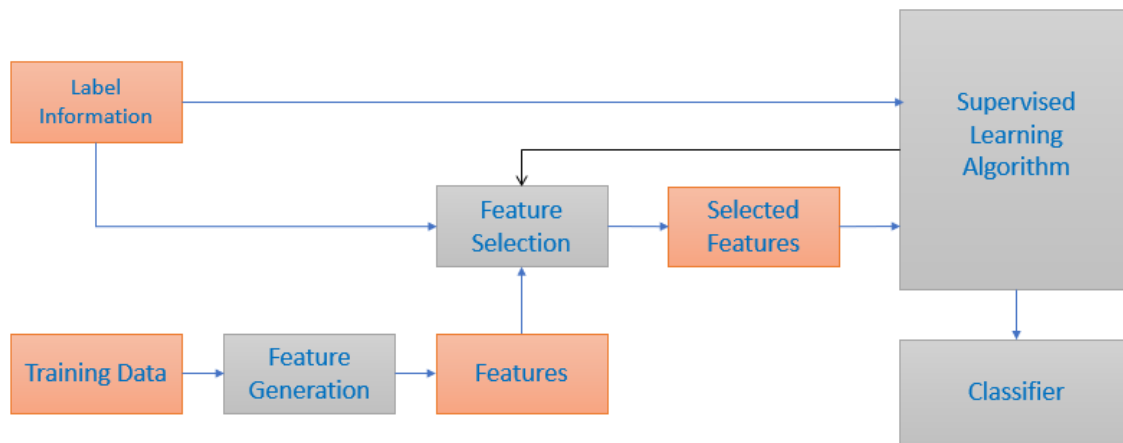 Label
Information
Supervised
Learning
Algorithm
Feature
Selection
Selected
Features
Training Data
Feature
Generation
Features
Classifier